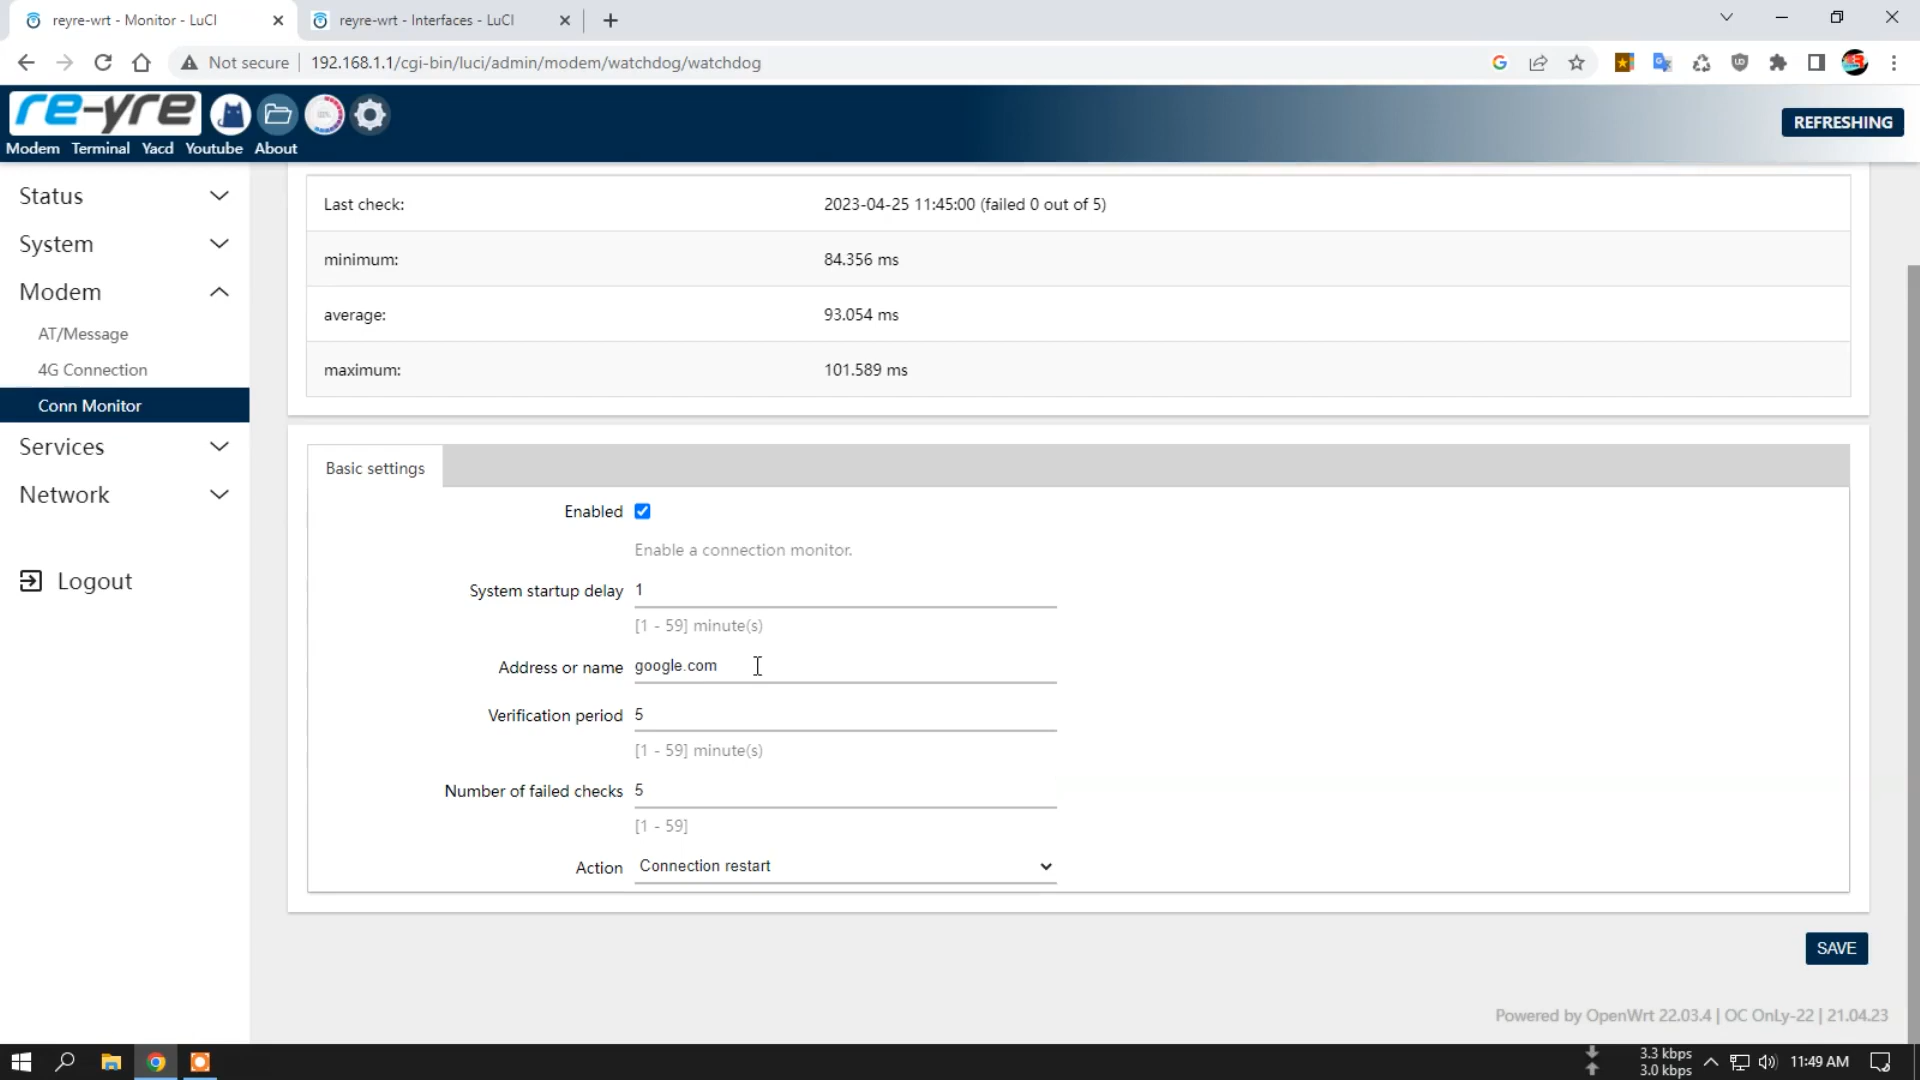 reyre-wrt - Monitor - LuCI
reyre-wrt - Interfaces - LuCI
Not secure
192.168.1.1/cgi-bin/luci/admin/modem/watchdog/watchdog
re-yre
REFRESHING
Modem Terminal Yacd Youtube About
Status
System
Modem
AT/Message
4G Connection
Conn Monitor
Services
Network
Logout
Last check: 2023-04-25 11:45:00 (failed 0 out of 5)
minimum: 84.356 ms
average: 93.054 ms
maximum: 101.589 ms
Basic settings
Enabled
Enable a connection monitor.
System startup delay 1
[1 - 59] minute(s)
Address or name google.com
Verification period 5
[1 - 59] minute(s)
Number of failed checks 5
[1 - 59]
Action Connection restart
SAVE
Powered by OpenWrt 22.03.4 | OC OnLy-22 | 21.04.23
3.3 kbps
3.0 kbps
11:49 AM